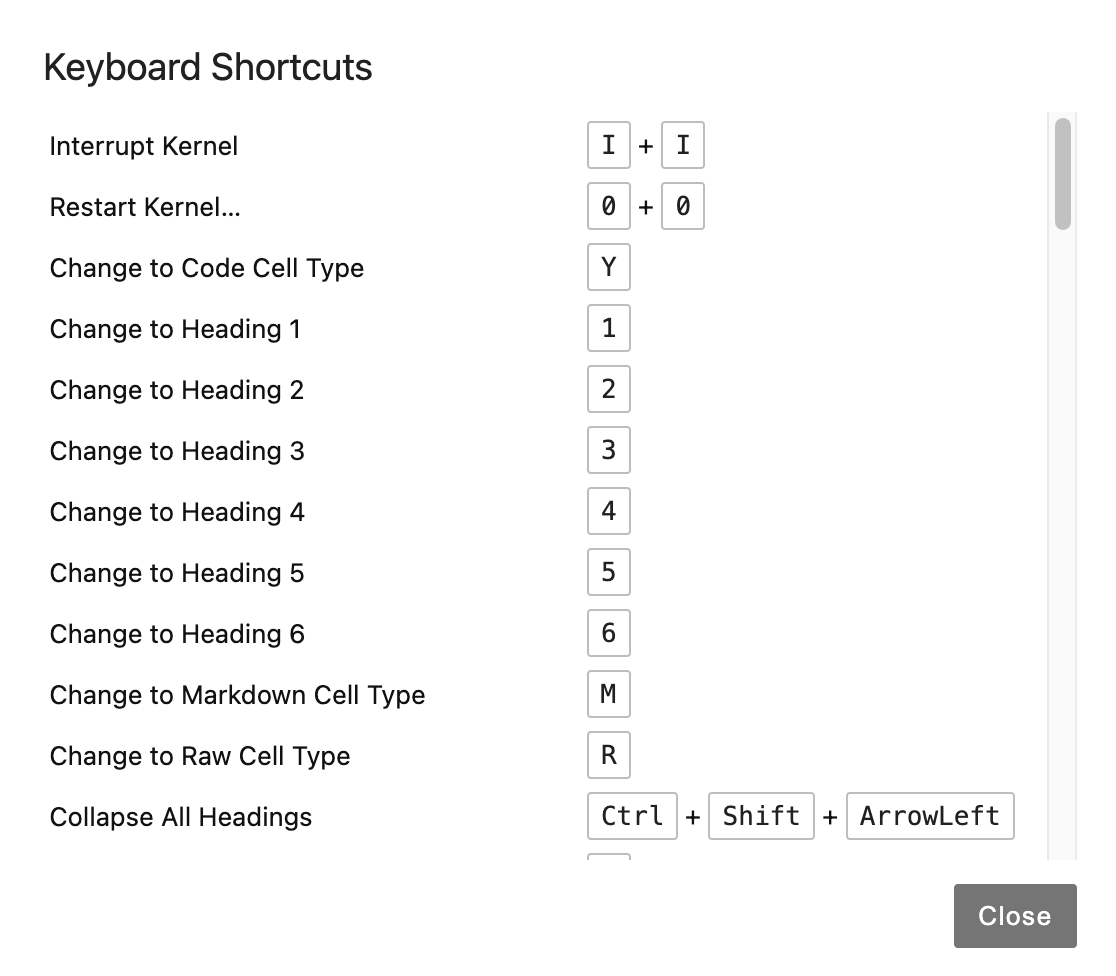 Keyboard Shortcuts
Interrupt Kernel I + I
Restart Kernel... 0 + 0
Change to Code Cell Type Y
Change to Heading 1 1
Change to Heading 2 2
Change to Heading 3 3
Change to Heading 4 4
Change to Heading 5 5
Change to Heading 6 6
Change to Markdown Cell Type M
Change to Raw Cell Type R
Collapse All Headings Ctrl + Shift + ArrowLeft
Close